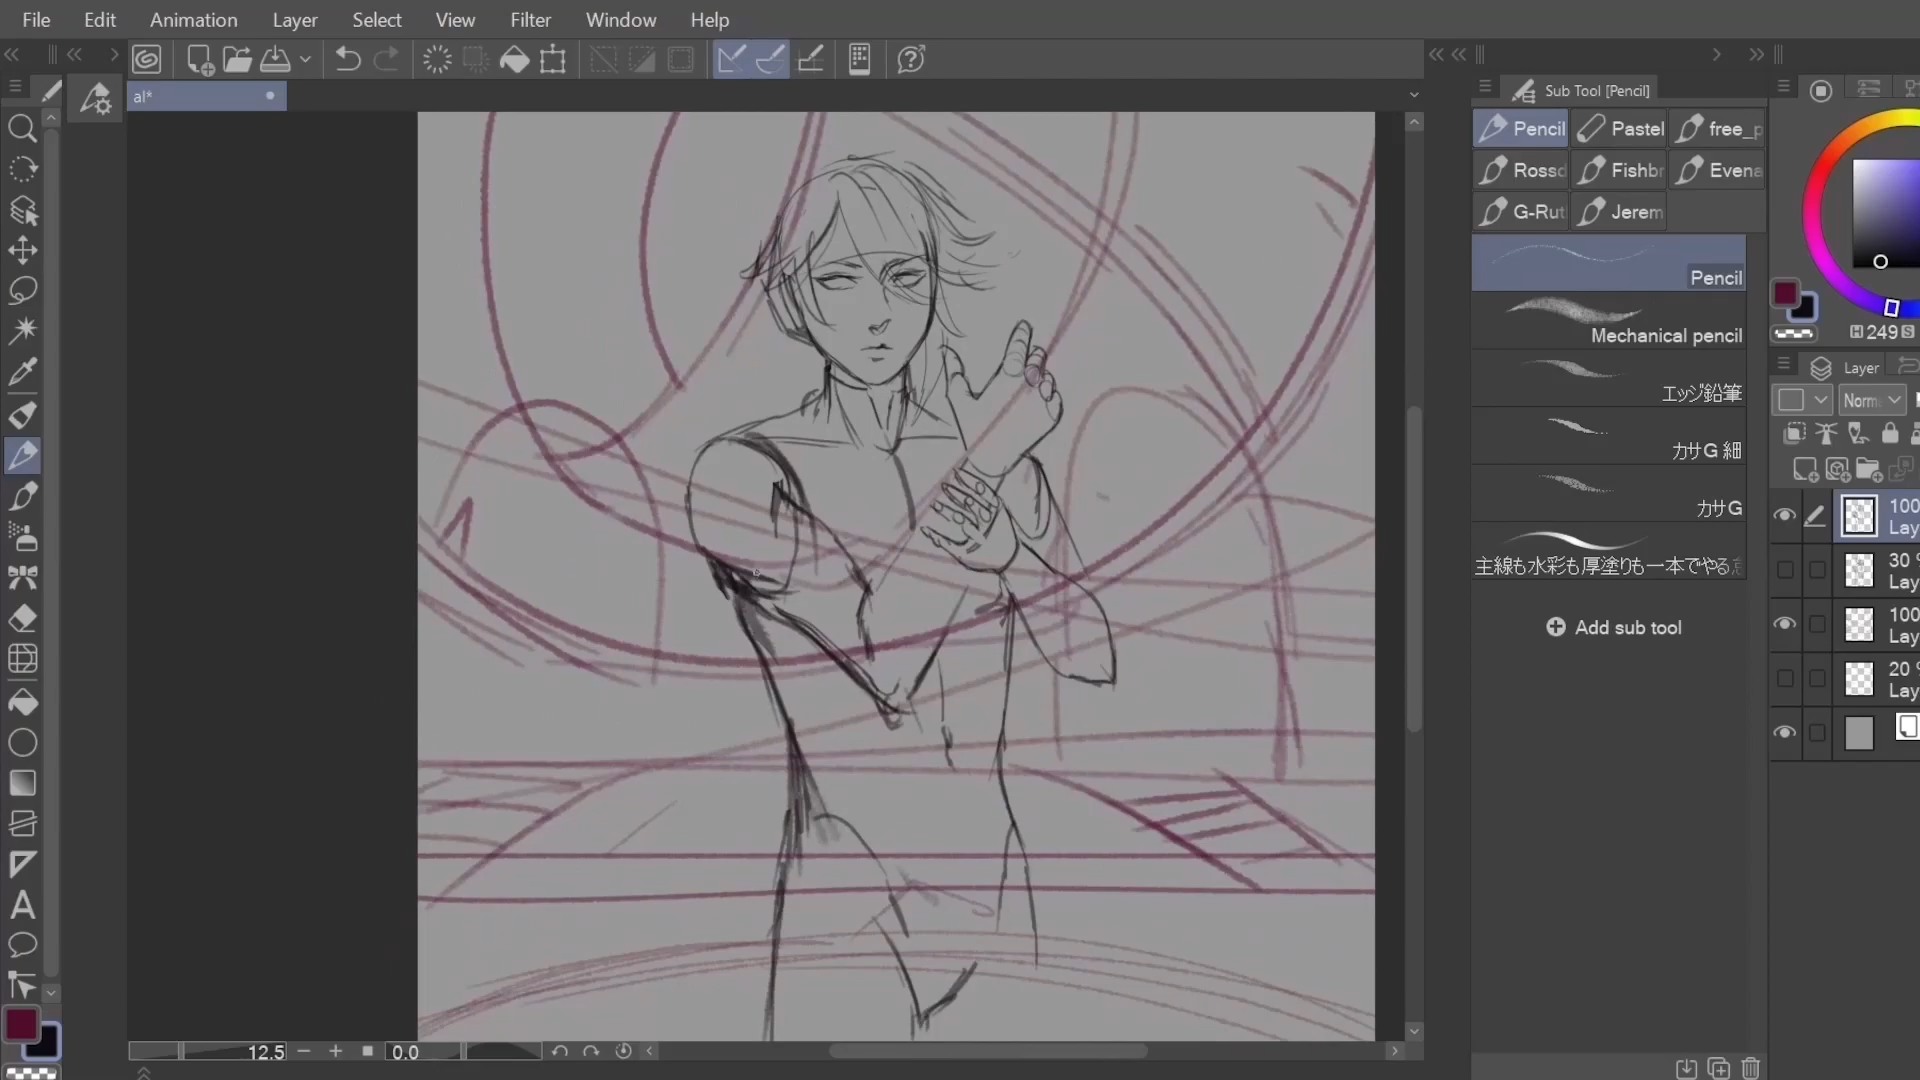 File Edit Animation Layer Select View Filter Window Help
al*
Sub Tool [Pencil]
Pencil Pastel free_p
Rossd Fishbr Evena
G-Rut Jerem
Pencil
Mechanical pencil
エッジ鉛筆
カサG 細
カサG
主線も水彩も厚塗りも一本でやる
Add sub tool
H 249 S
Layer
Norm
100
Lay
30 %
Lay
100
Lay
20 %
Lay
12.5
0.0